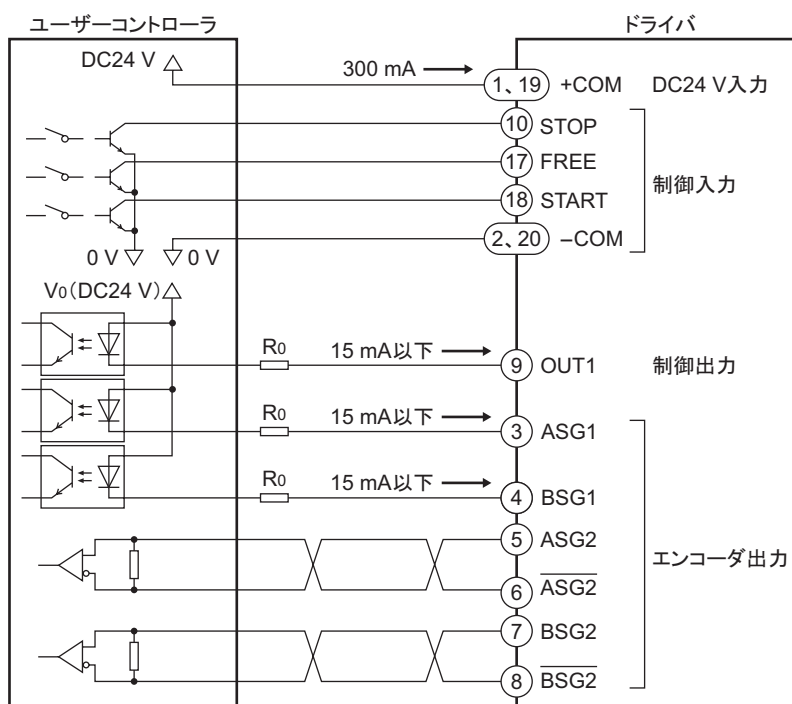 ユーザーコントローラ ドライバ
DC24 V 300 mA 1、19 +COM DC24 V入力
10 STOP
17 FREE
制御入力
18 START
2、20 –COM
0 V 0 V
V0(DC24 V)
R0 15 mA以下 9 OUT1 制御出力
R0 15 mA以下 3 ASG1
R0 15 mA以下 4 BSG1
5 ASG2
エンコーダ出力
6 ASG2
7 BSG2
8 BSG2